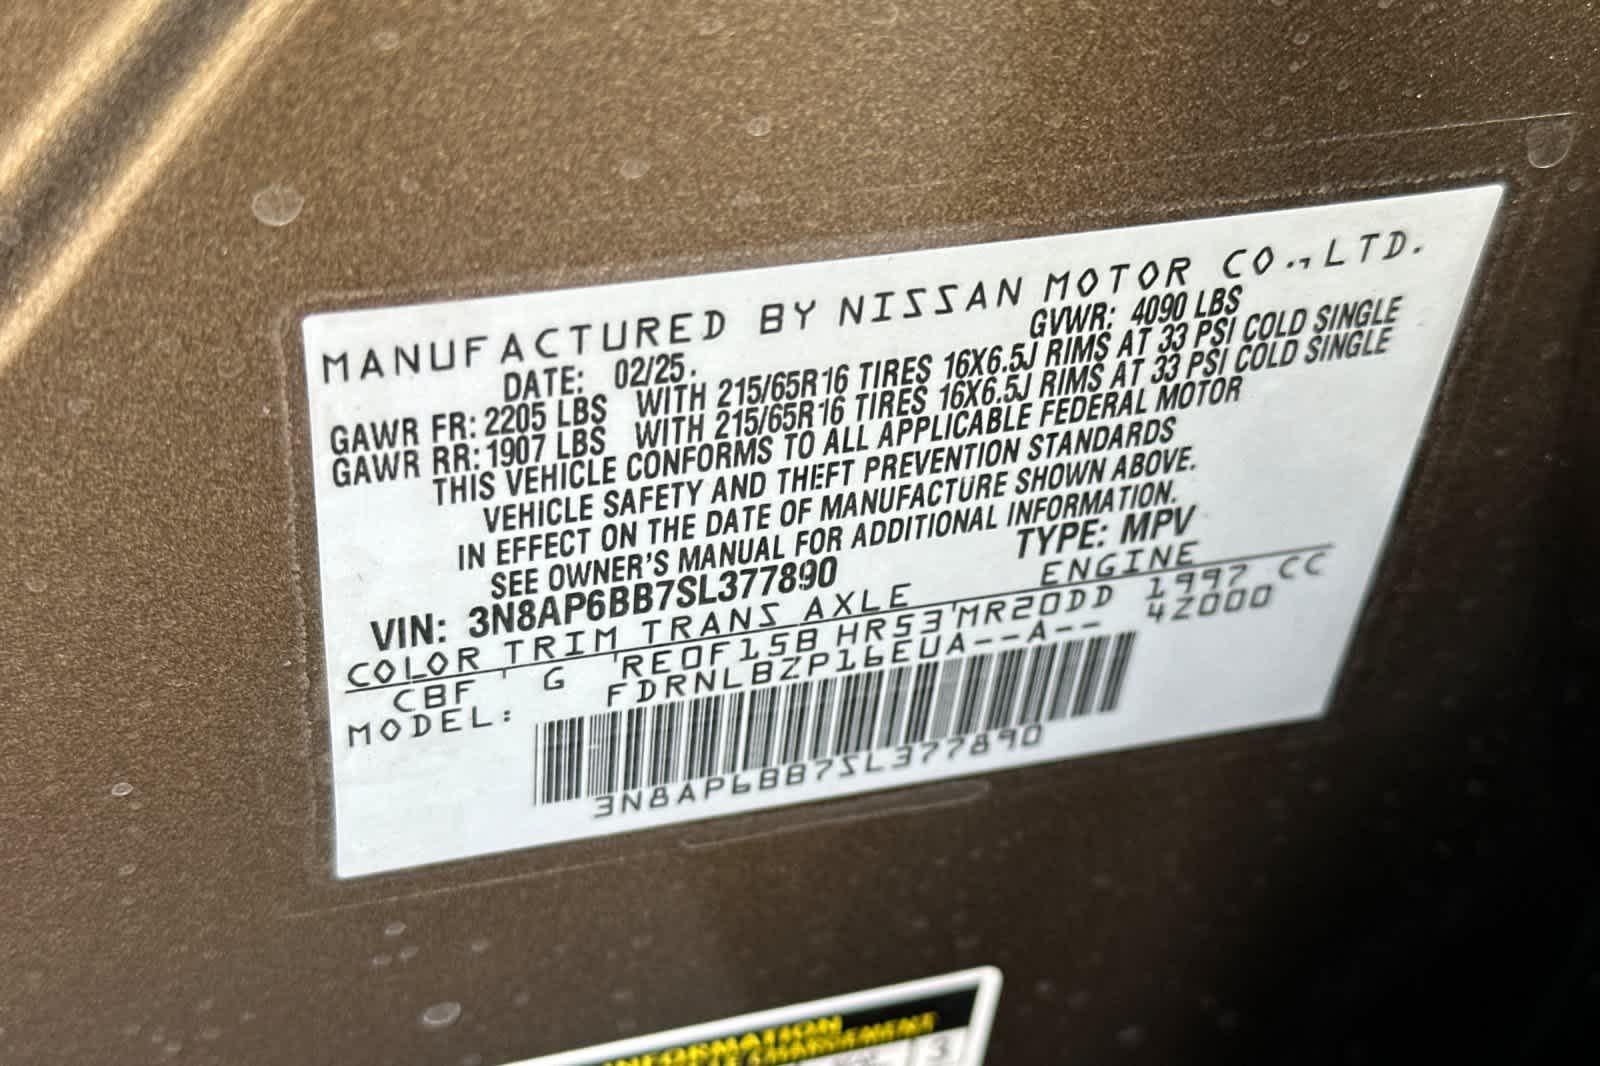 MANUFACTURED BY NISSAN MOTOR CO.,LTD.
DATE: 02/25. GVWR: 4090 LBS
GAWR FR: 2205 LBS WITH 215/65R16 TIRES 16X6.5J RIMS AT 33 PSI COLD SINGLE
GAWR RR: 1907 LBS WITH 215/65R16 TIRES 16X6.5J RIMS AT 33 PSI COLD SINGLE
THIS VEHICLE CONFORMS TO ALL APPLICABLE FEDERAL MOTOR
VEHICLE SAFETY AND THEFT PREVENTION STANDARDS
IN EFFECT ON THE DATE OF MANUFACTURE SHOWN ABOVE.
SEE OWNER'S MANUAL FOR ADDITIONAL INFORMATION.
VIN: 3N8AP6BB7SL377890 TYPE: MPV
COLOR TRIM TRANS AXLE ENGINE
CBF ' G 'RE0F15B HR53'MR20DD 1997 CC
MODEL: FDRNLBZP16EUA--A-- 4Z000
3N8AP6BB7SL377890
INFORMATION